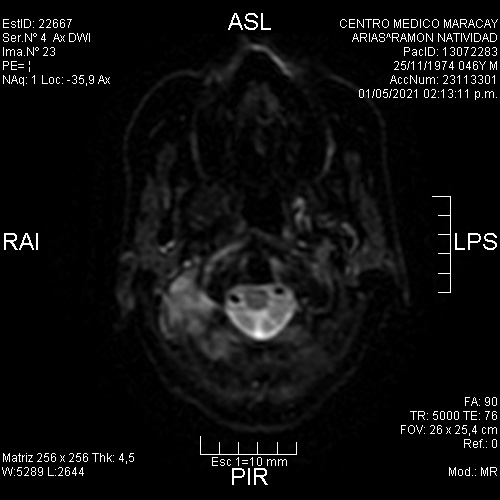 EstID: 22667
Ser.Nº 4  Ax DWI
Ima.Nº 23
PE= ¦
NAq: 1 Loc: -35,9 Ax
ASL
CENTRO MEDICO MARACAY
ARIAS^RAMON NATIVIDAD
PacID: 13072283
25/11/1974 046Y M
AccNum: 23113301
01/05/2021 02:13:11 p.m.
RAI
LPS
FA: 90
TR: 5000 TE: 76
FOV: 26 x 25,4 cm
Ref.: 0
Mod.: MR
Matriz 256 x 256 Thk: 4,5
W:5289 L:2644
Esc 1=10 mm
PIR